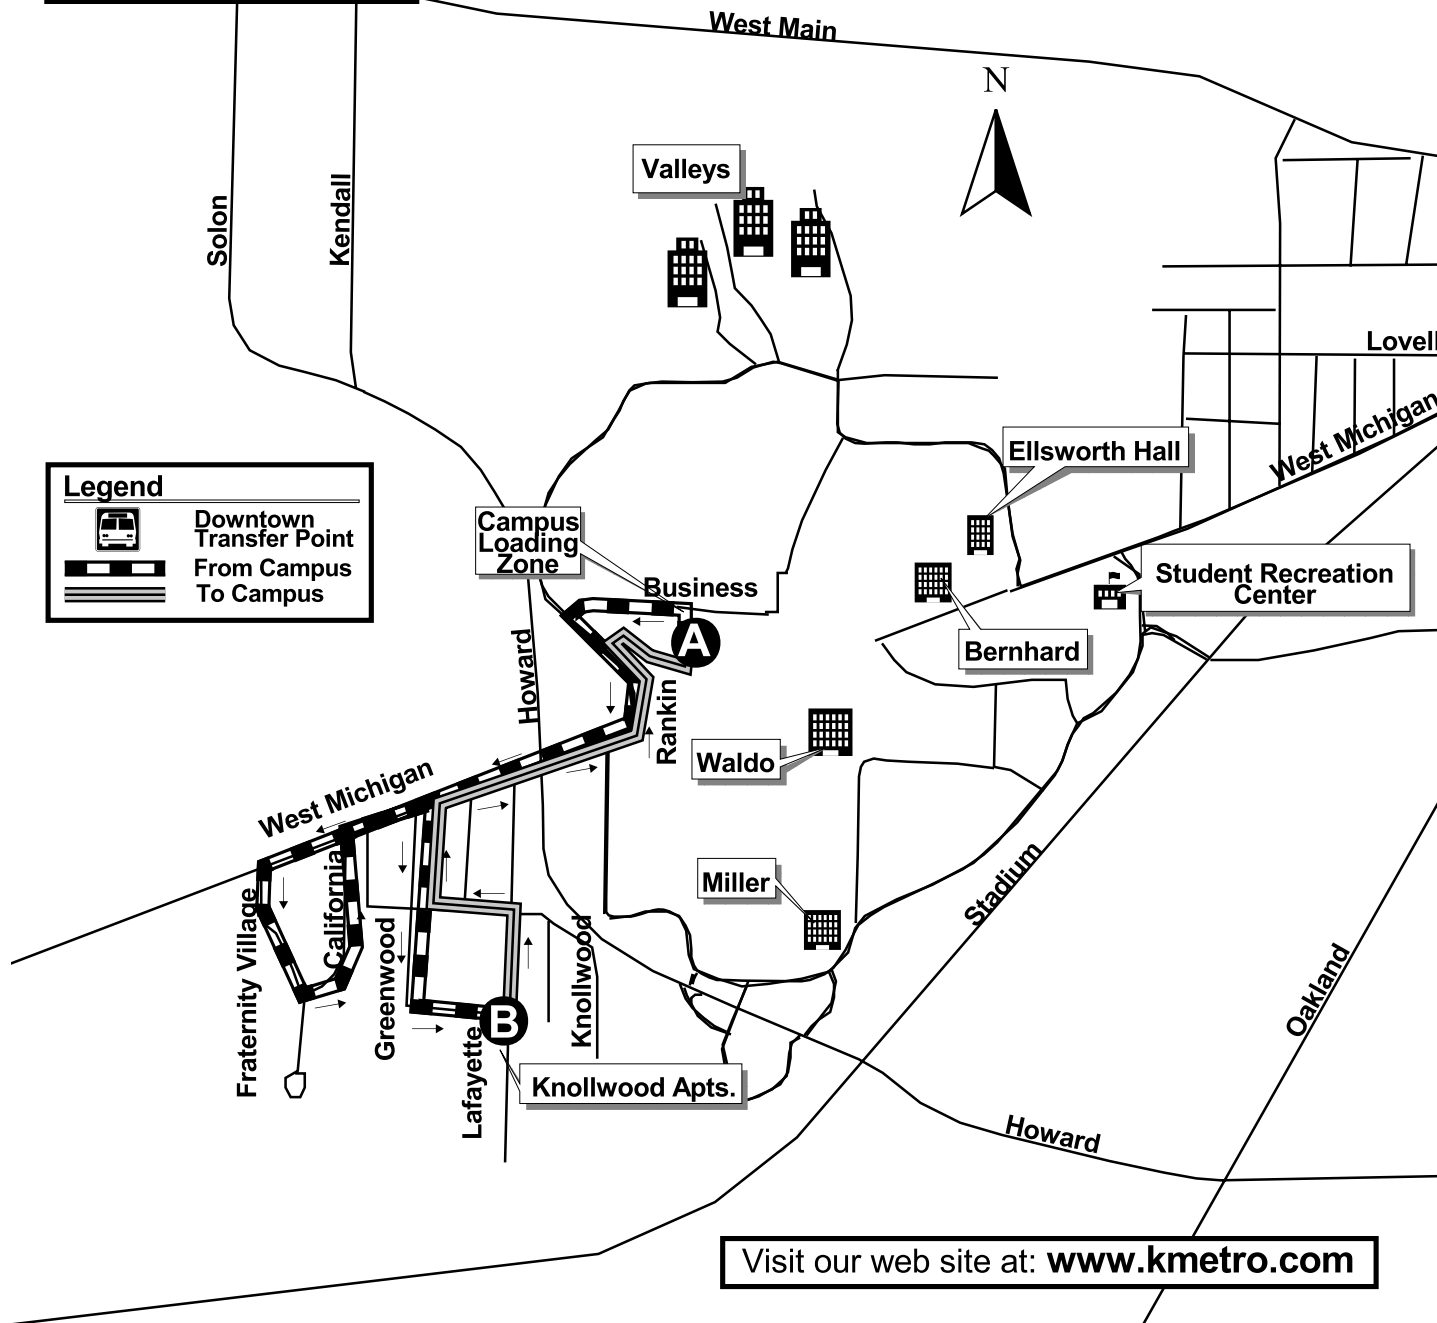 West Main
N
Valleys
Solon
Kendall
Lovell
West Michigan
Ellsworth Hall
Legend
Downtown
Transfer Point
From Campus
To Campus
Campus
Loading
Zone
Business
Student Recreation
Center
A
Bernhard
Howard
Rankin
Waldo
West Michigan
Miller
Stadium
California
Fraternity Village
Greenwood
Knollwood
Oakland
B
Lafayette
Knollwood Apts.
Howard
Visit our web site at: www.kmetro.com